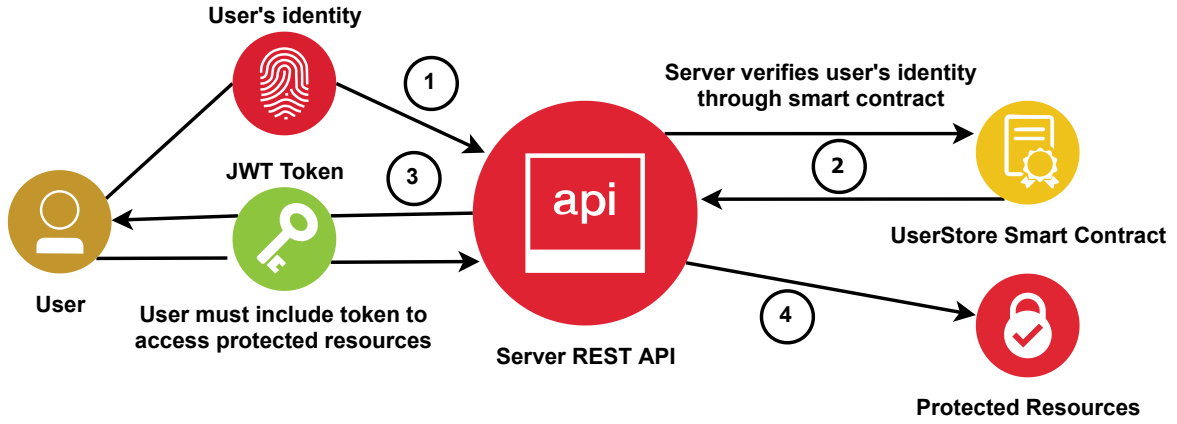 User's identity
1
Server verifies user's identity
through smart contract
2
JWT Token
3
api
UserStore Smart Contract
User
User must include token to
access protected resources
4
Server REST API
Protected Resources